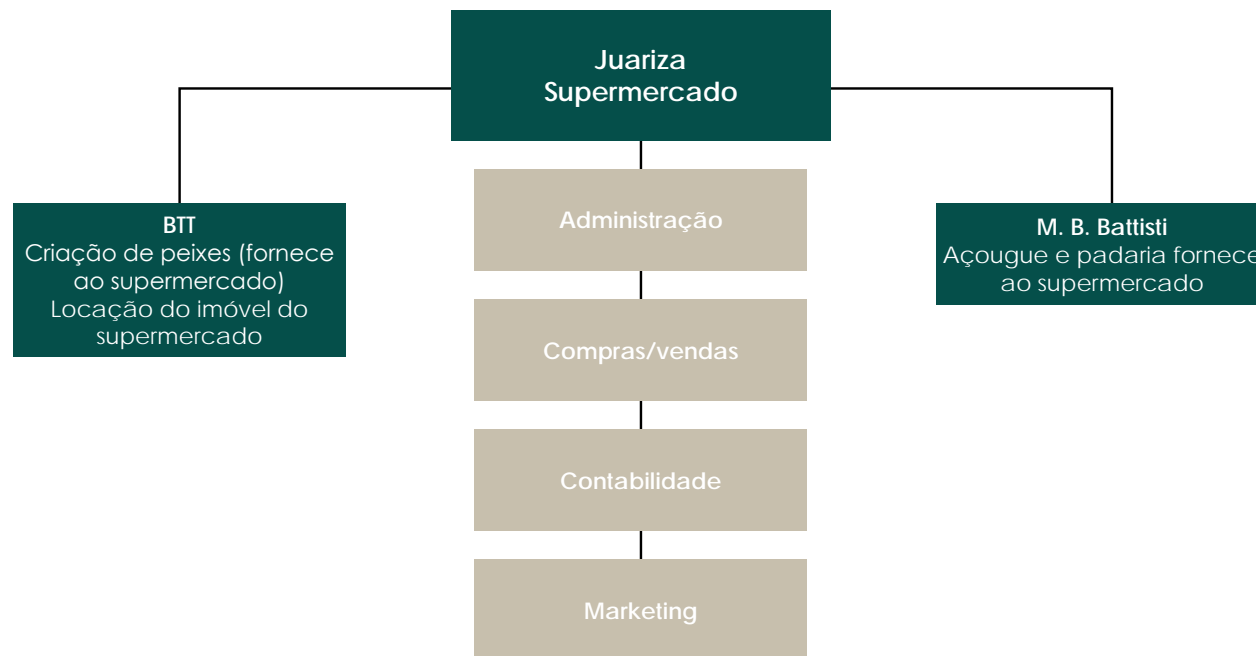 Juariza
Supermercado
BTT
Criação de peixes (fornece
ao supermercado)
Locação do imóvel do
supermercado
Administração
Compras/vendas
Contabilidade
Marketing
M. B. Battisti
Açougue e padaria fornece
ao supermercado